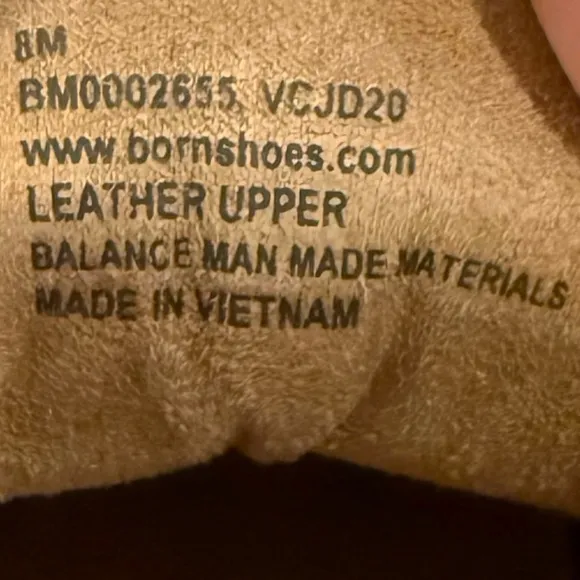 8M
BM0002655, VCJD20
www.bornshoes.com
LEATHER UPPER
BALANCE MAN MADE MATERIALS
MADE IN VIETNAM